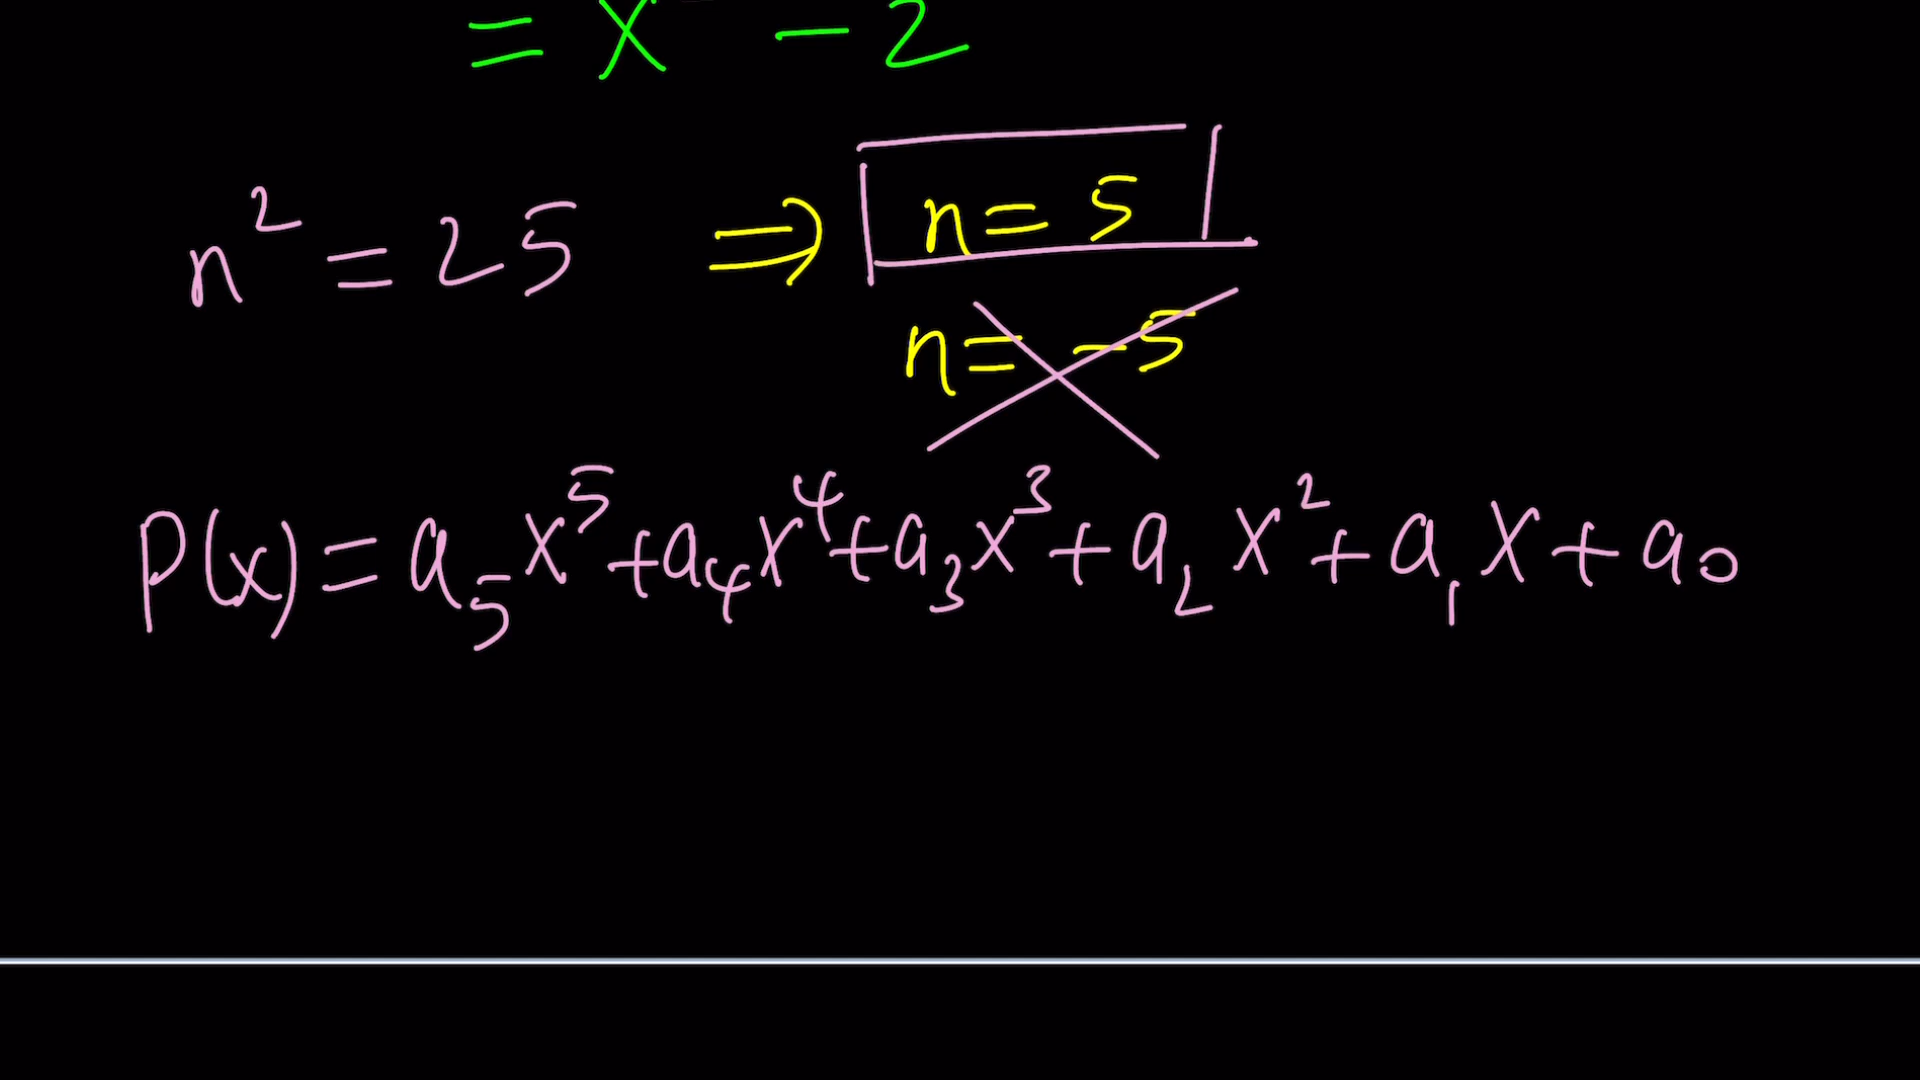 = x - 2
n² = 25 ⇒ n = 5
n = -5
P(x) = a₅x⁵ + a₄x⁴ + a₃x³ + a₂x² + a₁x + a₀